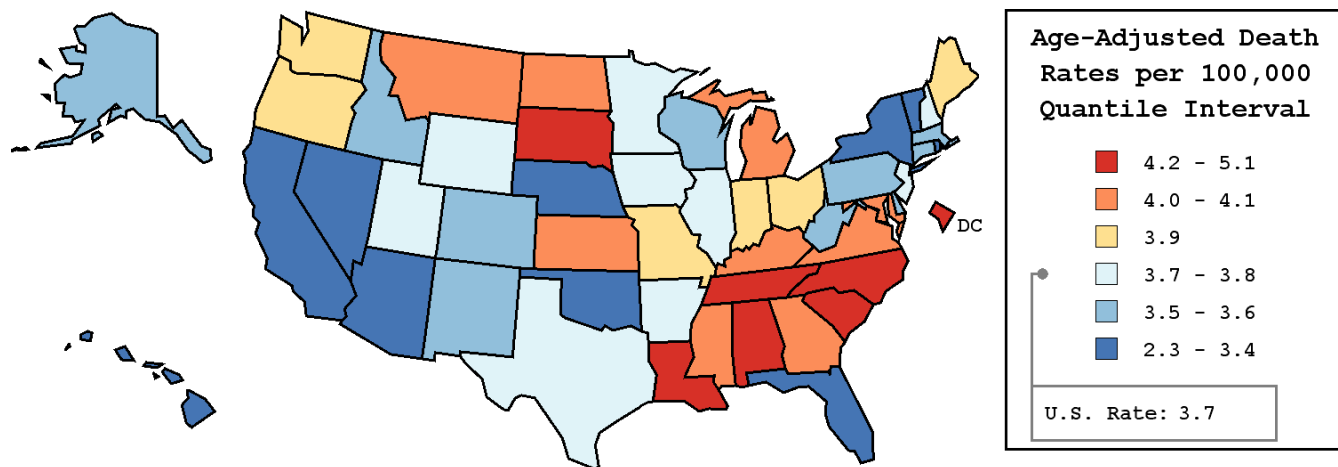 Age-Adjusted Death
Rates per 100,000
Quantile Interval
4.2 - 5.1
4.0 - 4.1
3.9
3.7 - 3.8
3.5 - 3.6
2.3 - 3.4
U.S. Rate: 3.7
DC